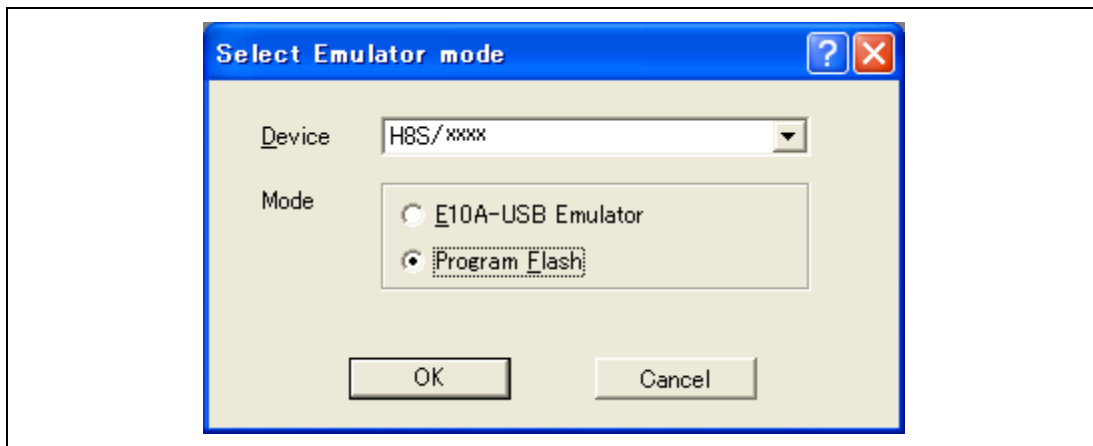 Select Emulator mode
Device H8S/xxxx
Mode
E10A-USB Emulator
Program Flash
OK Cancel